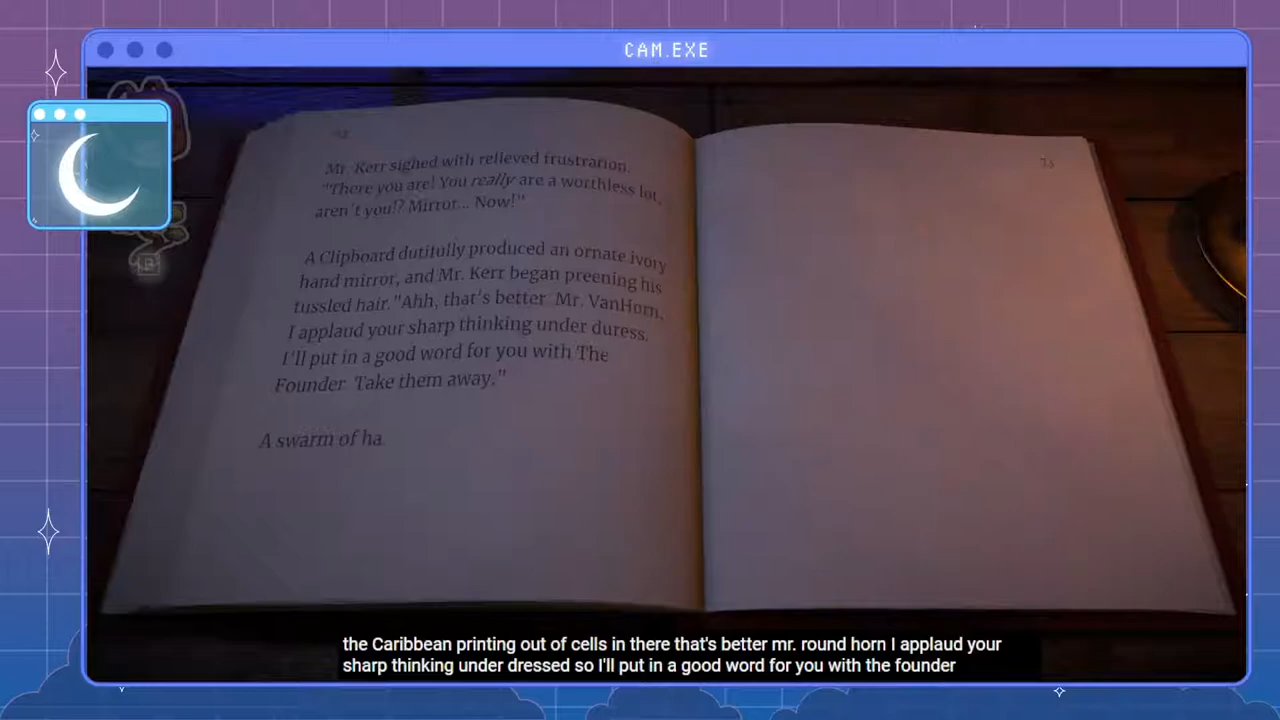 CAM.EXE
Mr. Kerr sighed with relieved frustration.
"There you are! You really are a worthless lot,
aren't you!? Mirror... Now!"
A Clipboard dutifully produced an ornate ivory
hand mirror, and Mr. Kerr began preening his
tussled hair. "Ahh, that's better. Mr. VanHorn,
I applaud your sharp thinking under duress.
I'll put in a good word for you with The
Founder. Take them away."
A swarm of ha
73
the Caribbean printing out of cells in there that's better mr. round horn I applaud your
sharp thinking under dressed so I'll put in a good word for you with the founder